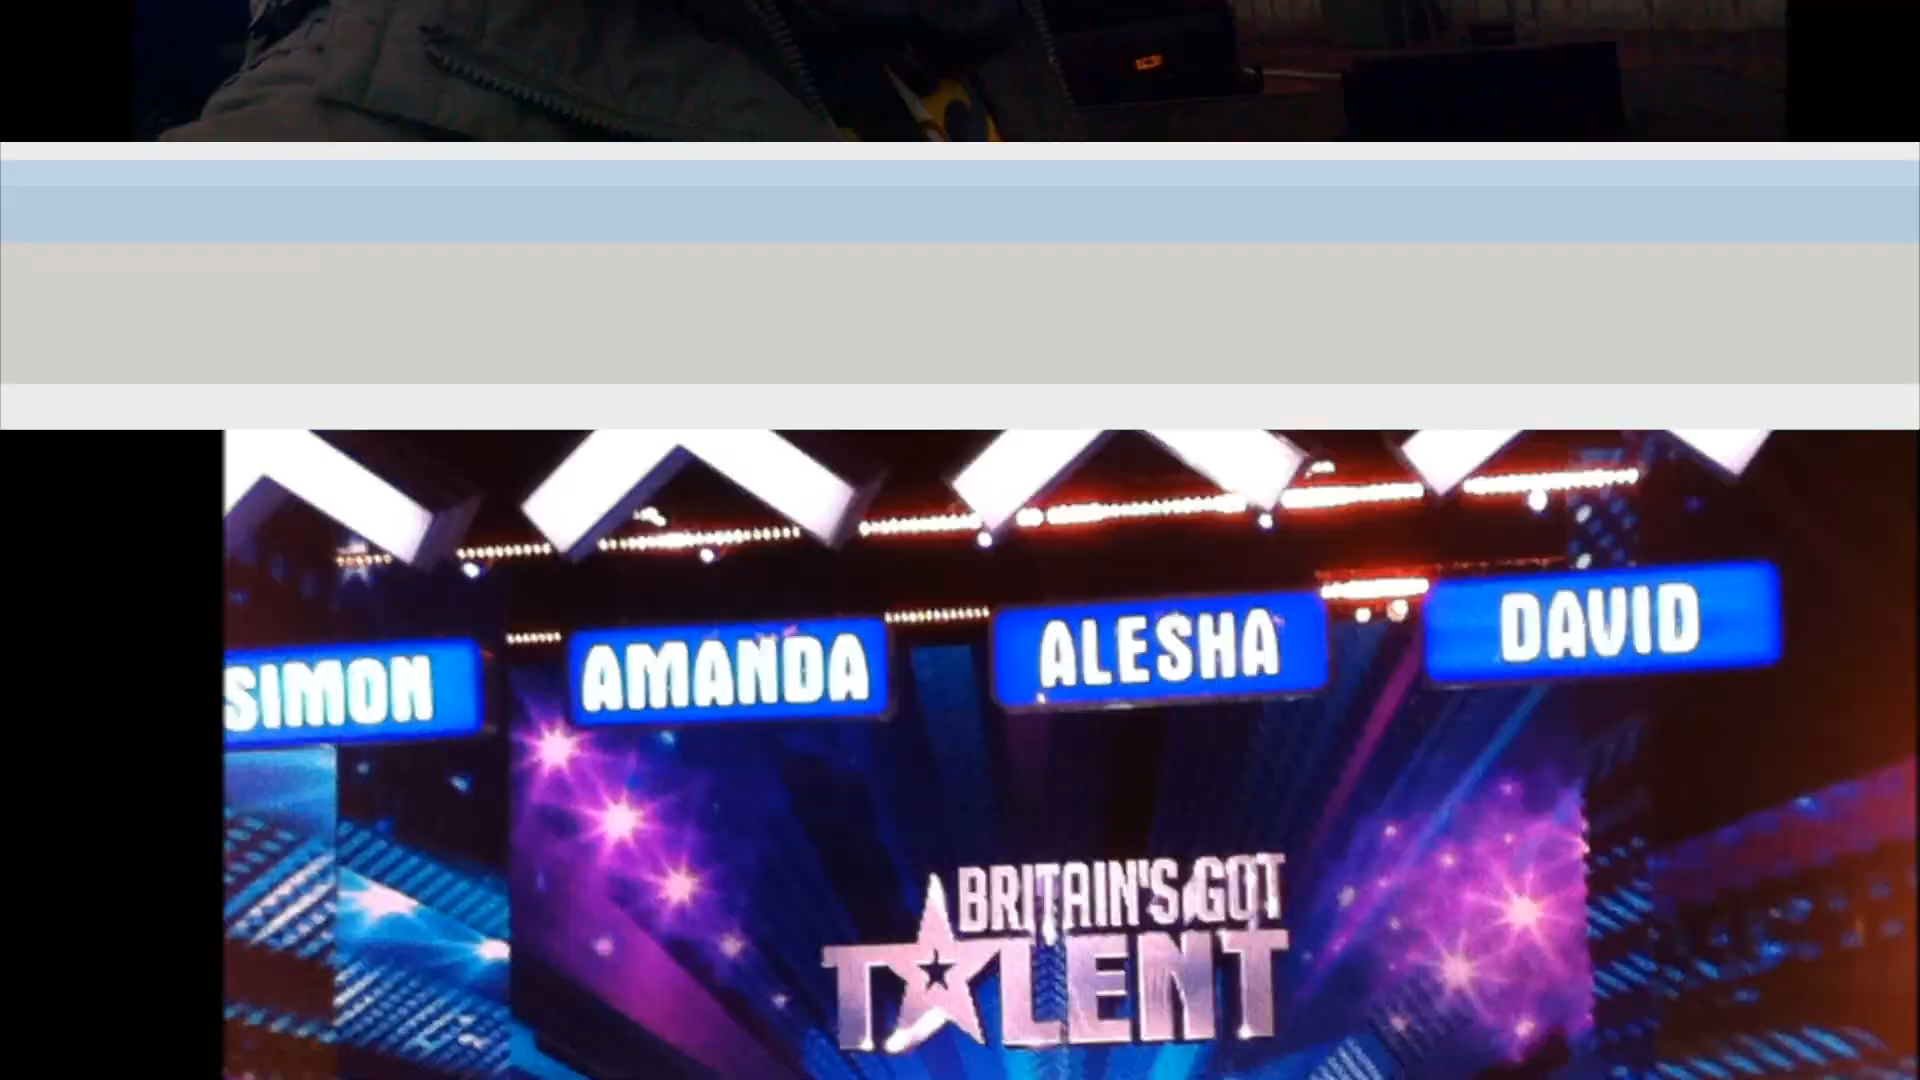 SIMON
AMANDA
ALESHA
DAVID
BRITAIN'S GOT
TALENT